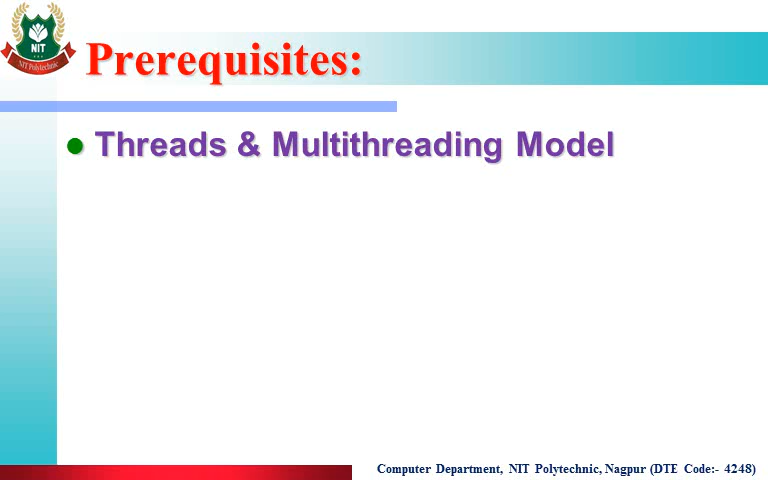 NIT
NIT Polytechnic
Prerequisites:
Threads & Multithreading Model
Computer Department, NIT Polytechnic, Nagpur (DTE Code:- 4248)